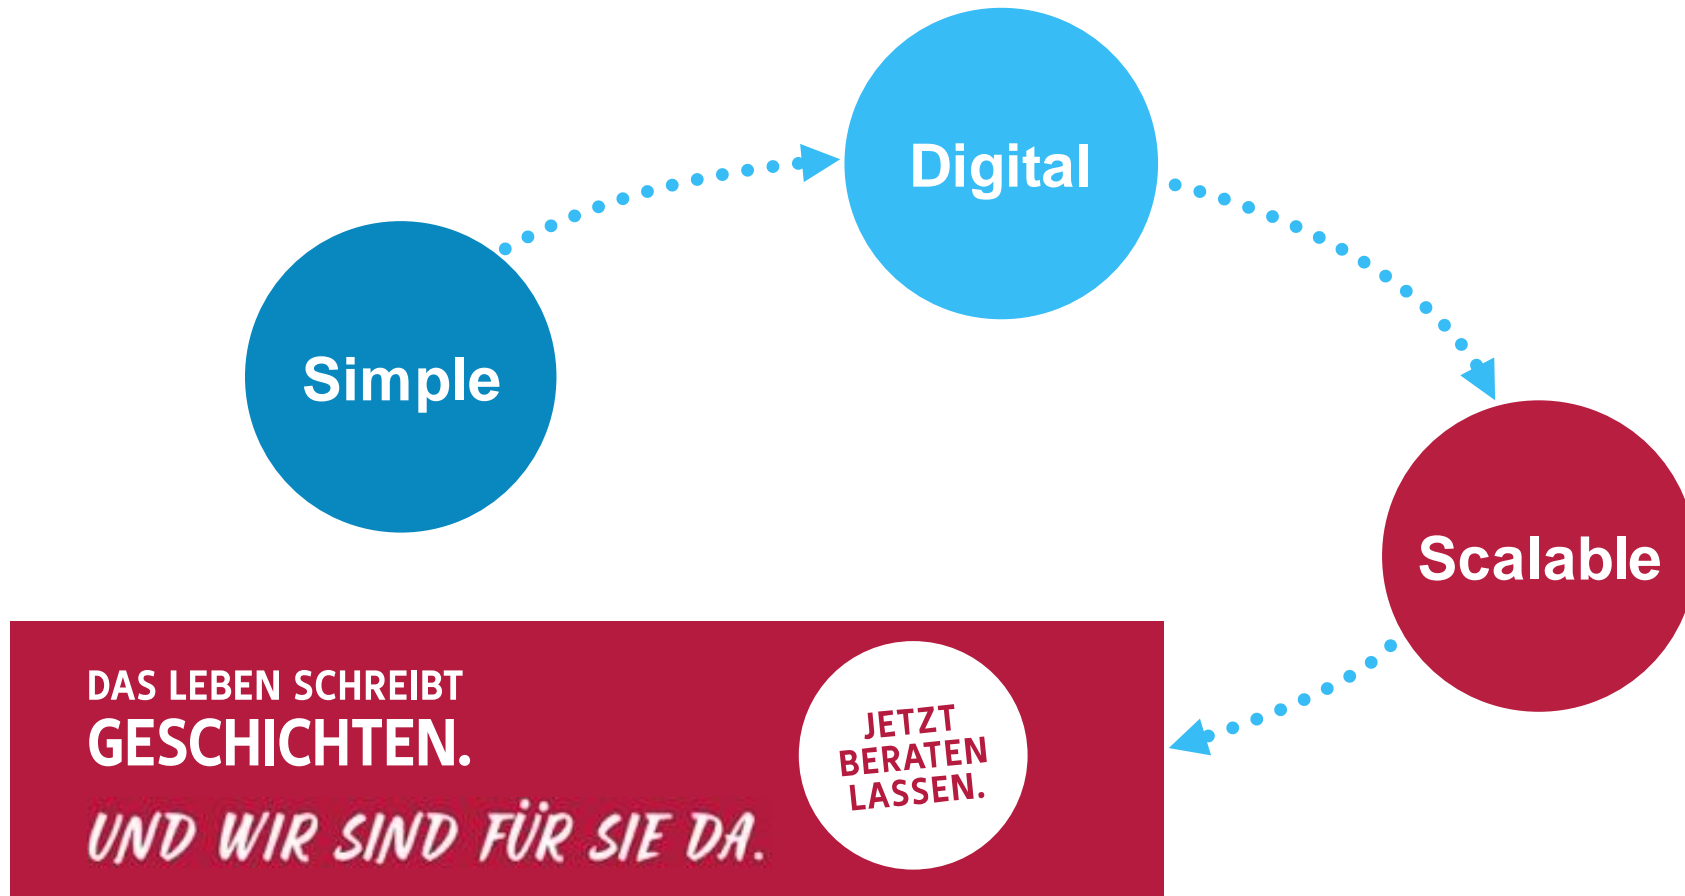 Digital
Simple
Scalable
DAS LEBEN SCHREIBT
GESCHICHTEN.
UND WIR SIND FÜR SIE DA.
JETZT
BERATEN
LASSEN.